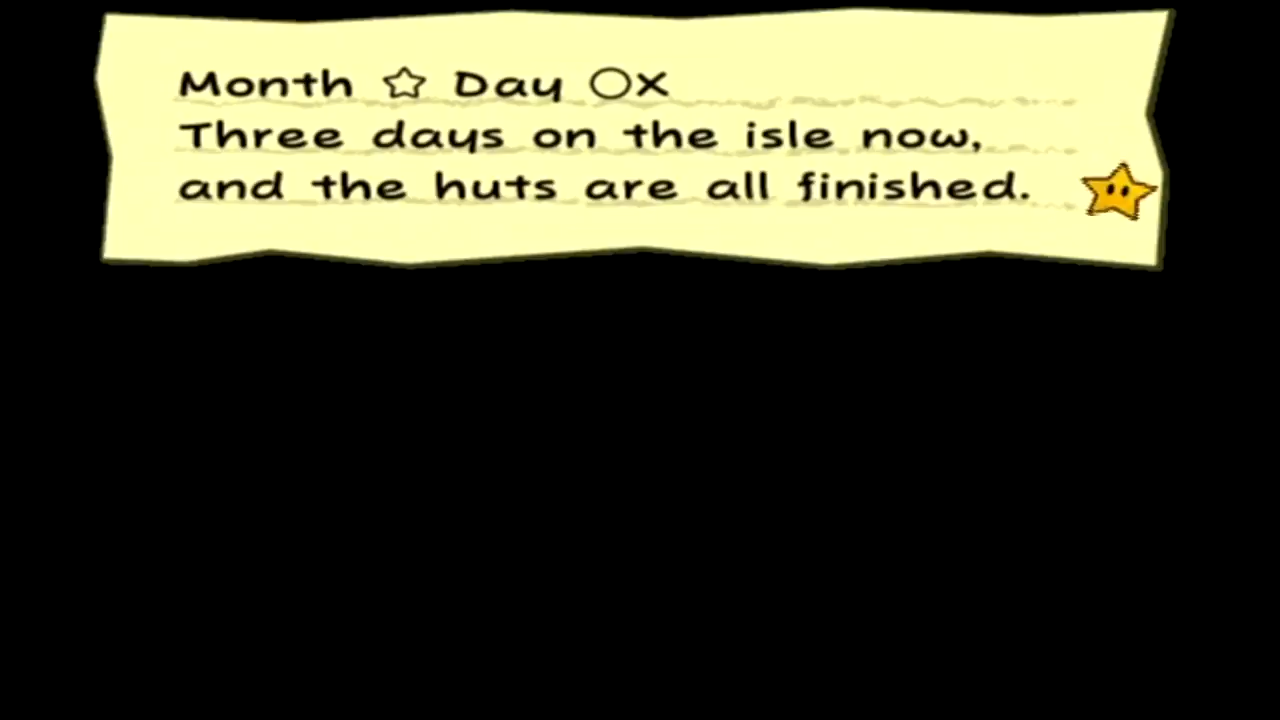 Month ☆ Day ○×
Three days on the isle now,
and the huts are all finished.